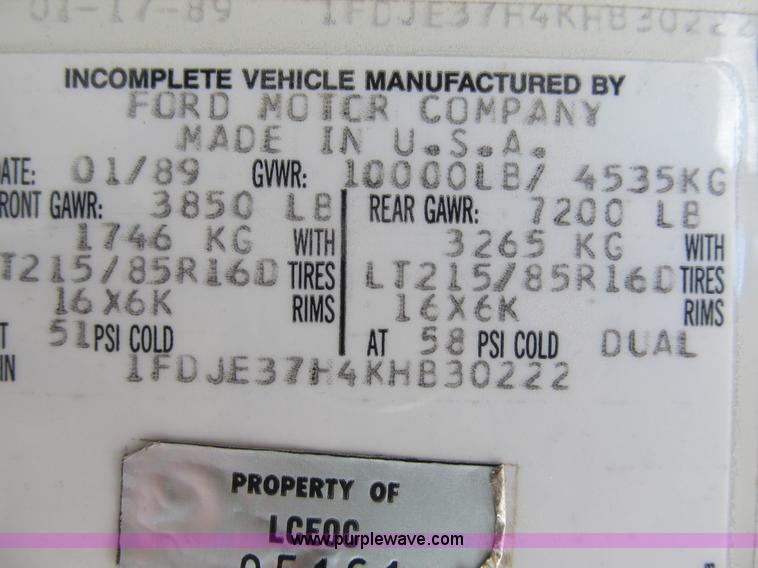 01-17-89 1FDJE37H4KHB30222
INCOMPLETE VEHICLE MANUFACTURED BY
FORD MOTOR COMPANY
MADE IN U.S.A.
ATE: 01/89 GVWR: 10000LB/ 4535KG
RONT GAWR: 3850 LB REAR GAWR: 7200 LB
1746 KG WITH 3265 KG WITH
T215/85R16D TIRES LT215/85R16D TIRES
16X6K RIMS 16X6K RIMS
T 51 PSI COLD AT 58 PSI COLD DUAL
IN 1FDJE37H4KHB30222
PROPERTY OF
www.purplewave.com